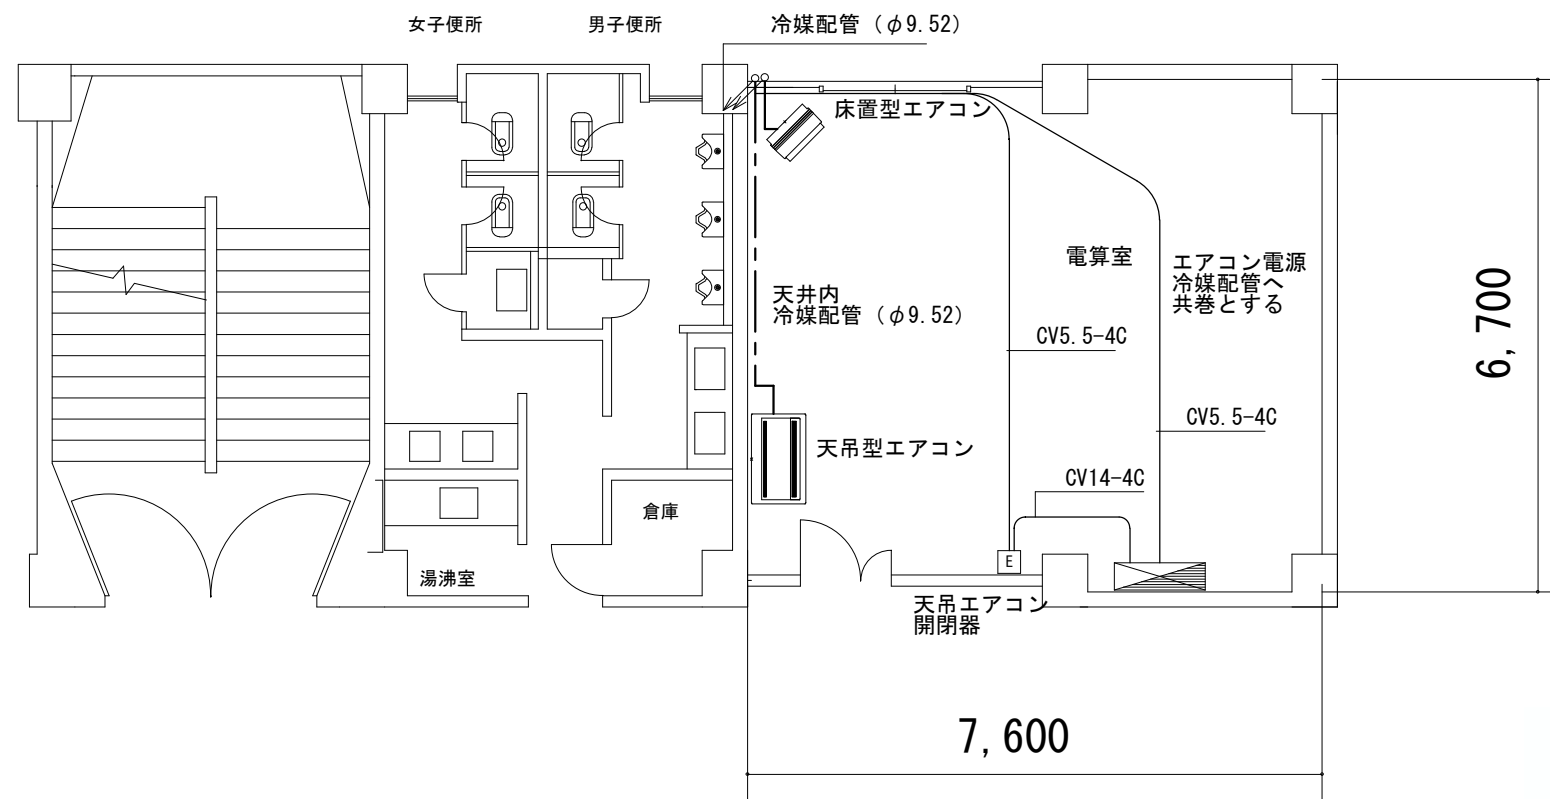 女子便所
男子便所
冷媒配管（φ9.52）
床置型エアコン
電算室
エアコン電源
冷媒配管へ
共巻とする
天井内
冷媒配管（φ9.52）
CV5.5-4C
6,700
CV5.5-4C
天吊型エアコン
CV14-4C
倉庫
E
湯沸室
天吊エアコン
開閉器
7,600